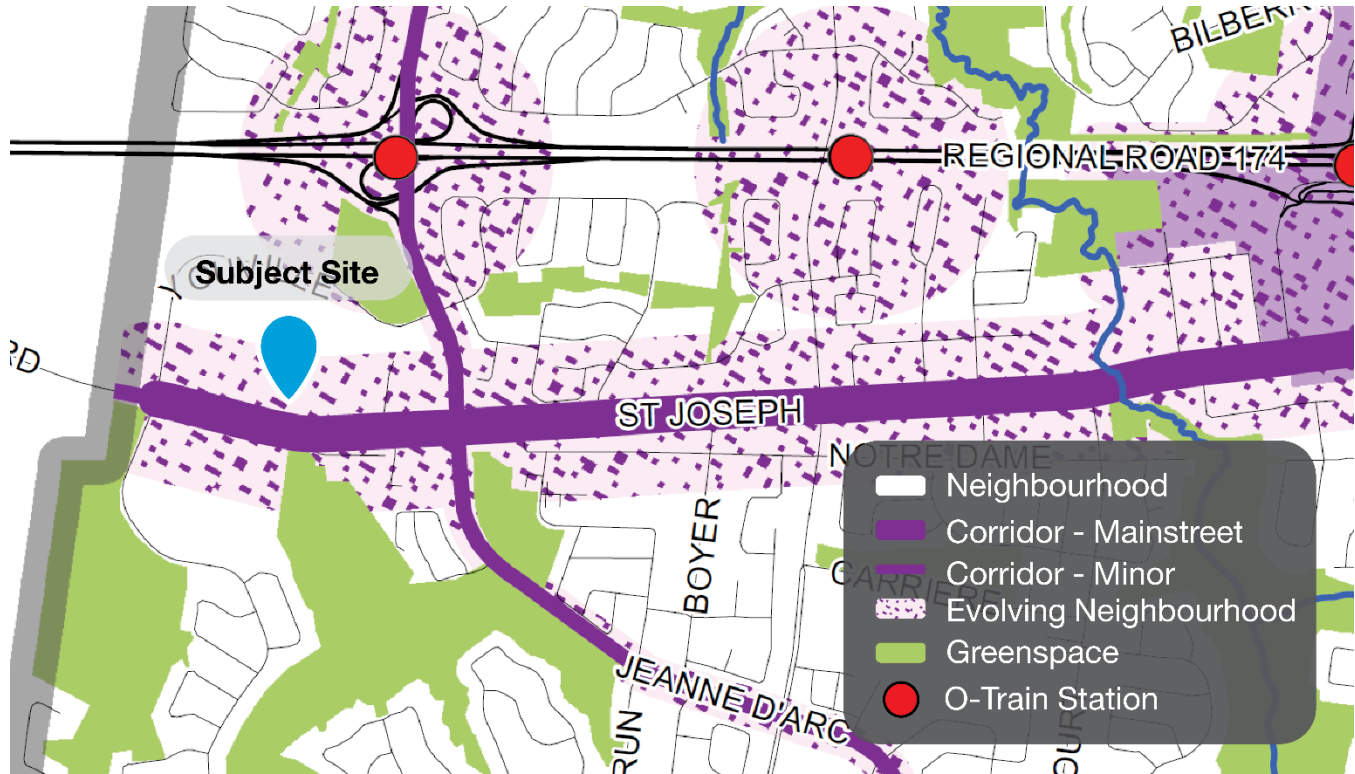 BILBERR
REGIONAL ROAD 174
Subject Site
RD
ST JOSEPH
NOTRE DAME
BOYER
CARRIERE
JEANNE D'ARC
RUN
OUR
Neighbourhood
Corridor - Mainstreet
Corridor - Minor
Evolving Neighbourhood
Greenspace
O-Train Station